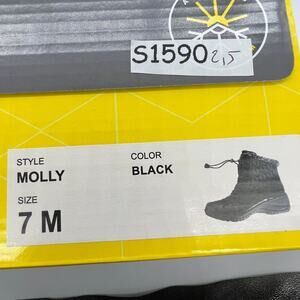 S1590 2,5
STYLE
MOLLY
COLOR
BLACK
SIZE
7 M